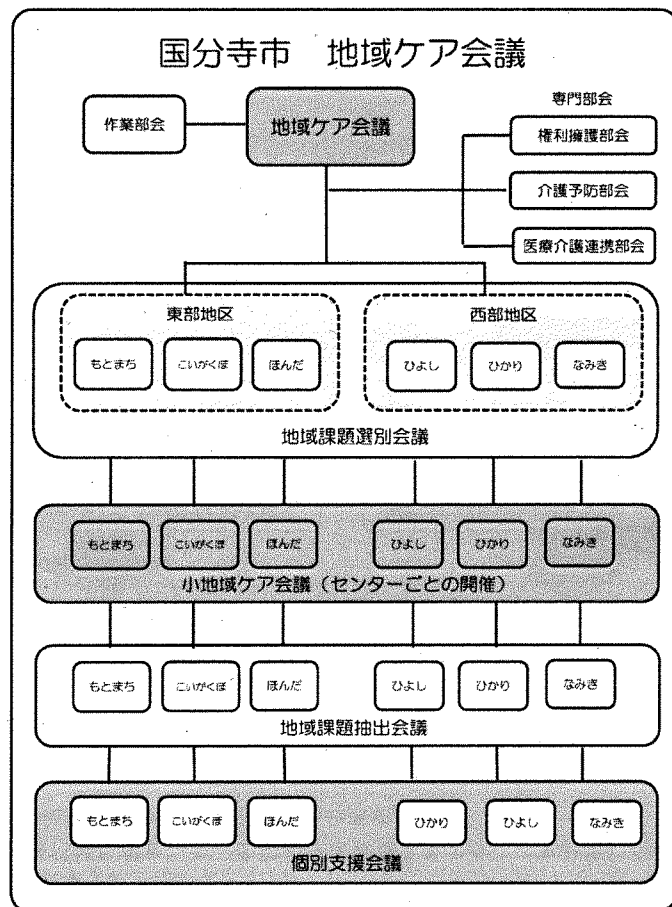 国分寺市 地域ケア会議
専門部会
作業部会
地域ケア会議
権利擁護部会
介護予防部会
医療介護連携部会
東部地区
西部地区
もとまち
こいがくぼ
ほんだ
ひよし
ひかり
なみき
地域課題選別会議
もとまち
こいがくぼ
ほんだ
ひよし
ひかり
なみき
小地域ケア会議(センターごとの開催)
もとまち
こいがくぼ
ほんだ
ひよし
ひかり
なみき
地域課題抽出会議
もとまち
こいがくぼ
ほんだ
ひかり
ひよし
なみき
個別支援会議